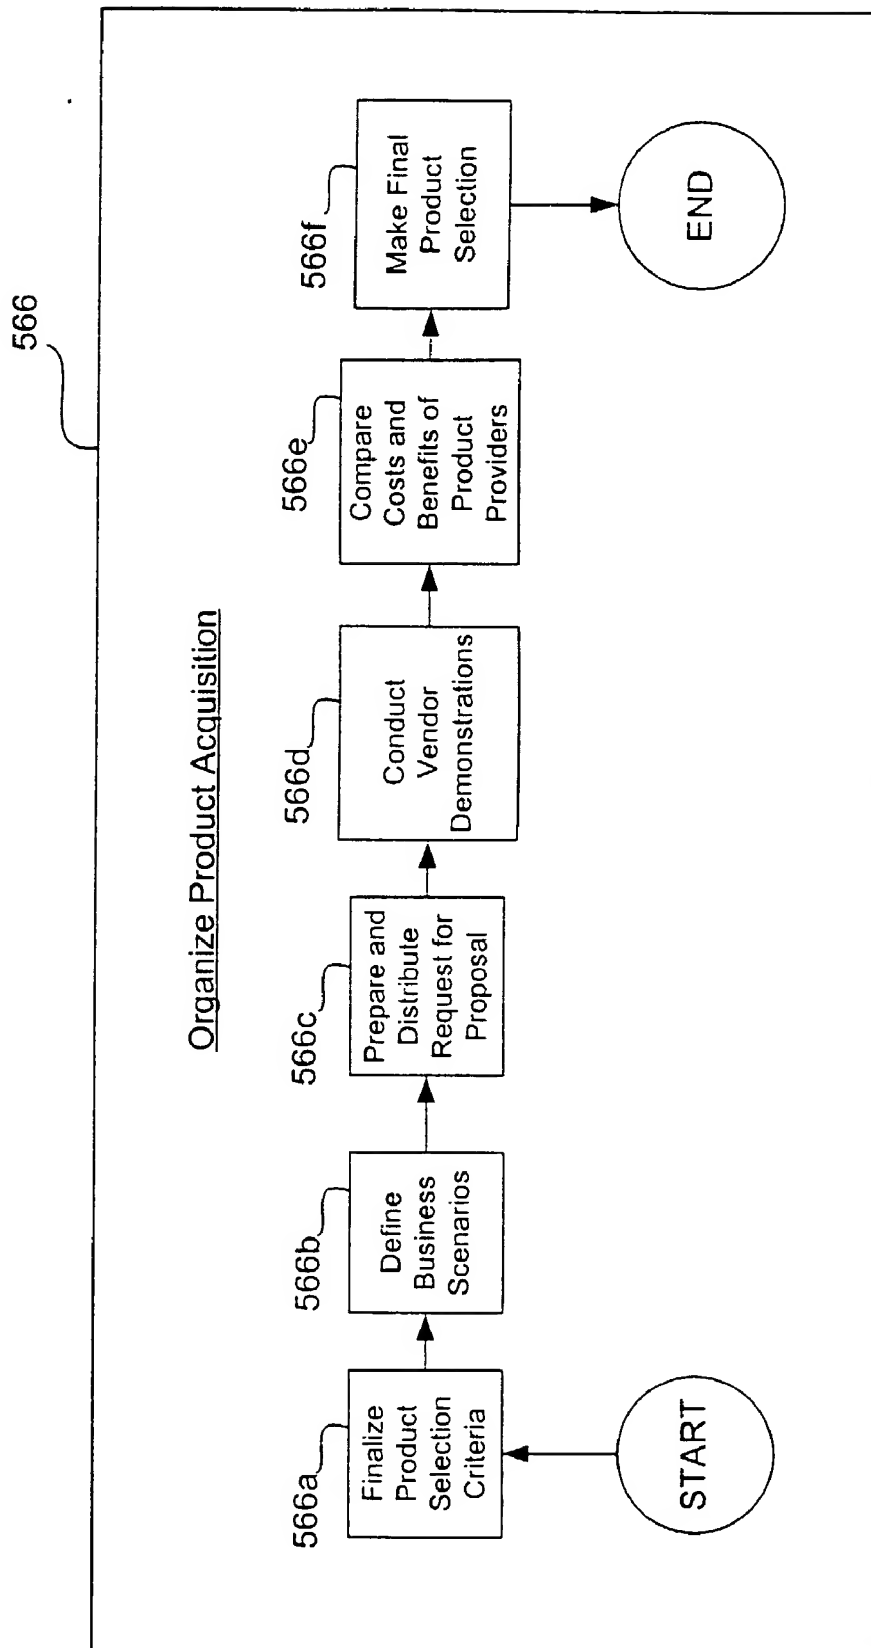 566
Organize Product Acquisition
566a
Finalize
Product
Selection
Criteria
566b
Define
Business
Scenarios
566c
Prepare and
Distribute
Request for
Proposal
566d
Conduct
Vendor
Demonstrations
566e
Compare
Costs and
Benefits of
Product
Providers
566f
Make Final
Product
Selection
START
END